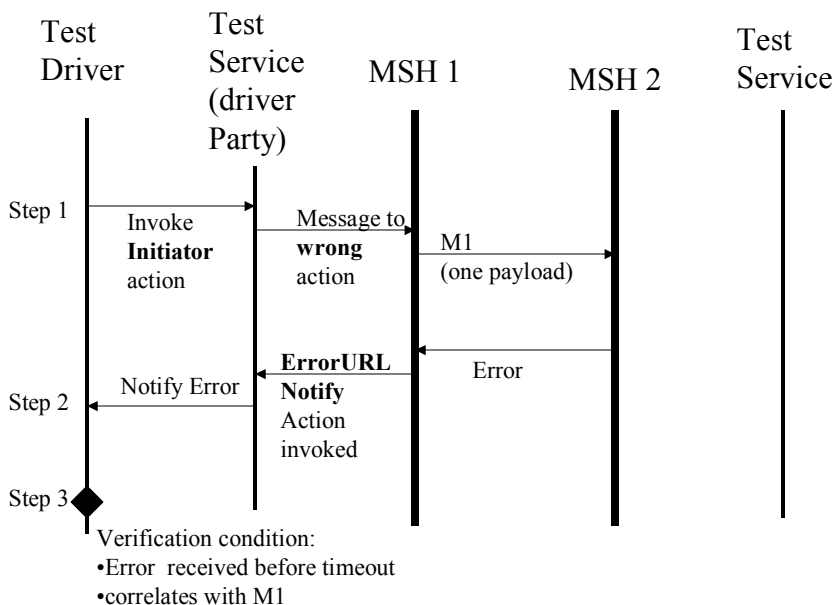 Test
Driver
Test
Service
(driver
Party)
MSH 1
MSH 2
Test
Service
Step 1
Invoke
Initiator
action
Message to
wrong
action
M1
(one payload)
Error
ErrorURL
Notify
Action
invoked
Notify Error
Step 2
Step 3
Verification condition:
•Error received before timeout
•correlates with M1